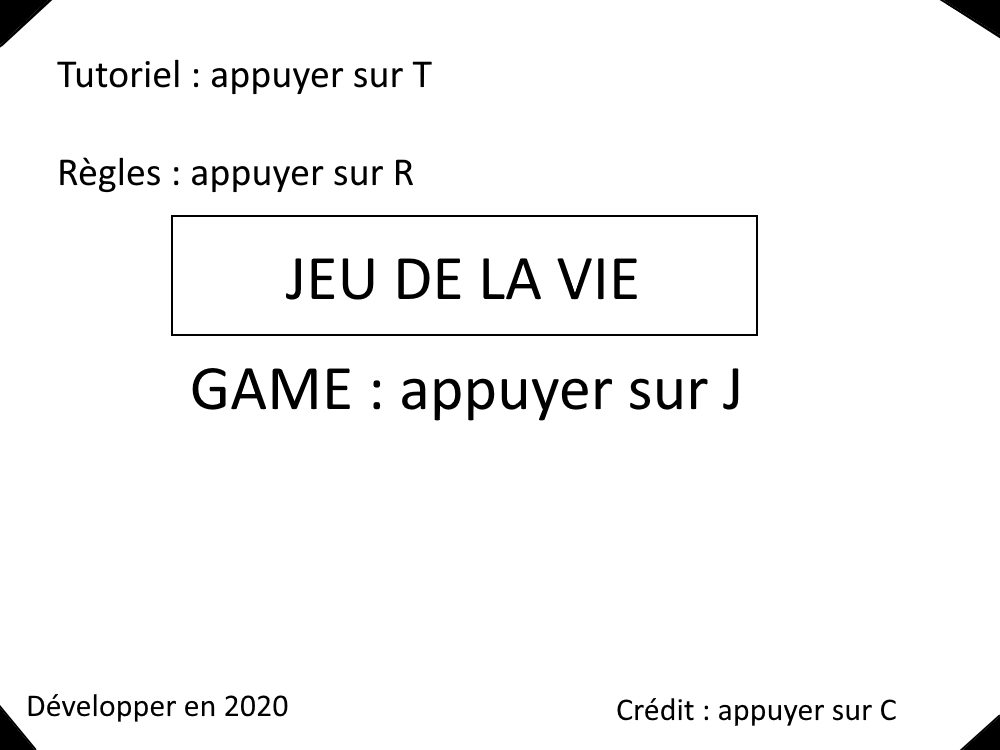 Tutoriel : appuyer sur T
Règles : appuyer sur R
JEU DE LA VIE
GAME : appuyer sur J
Développer en 2020
Crédit : appuyer sur C